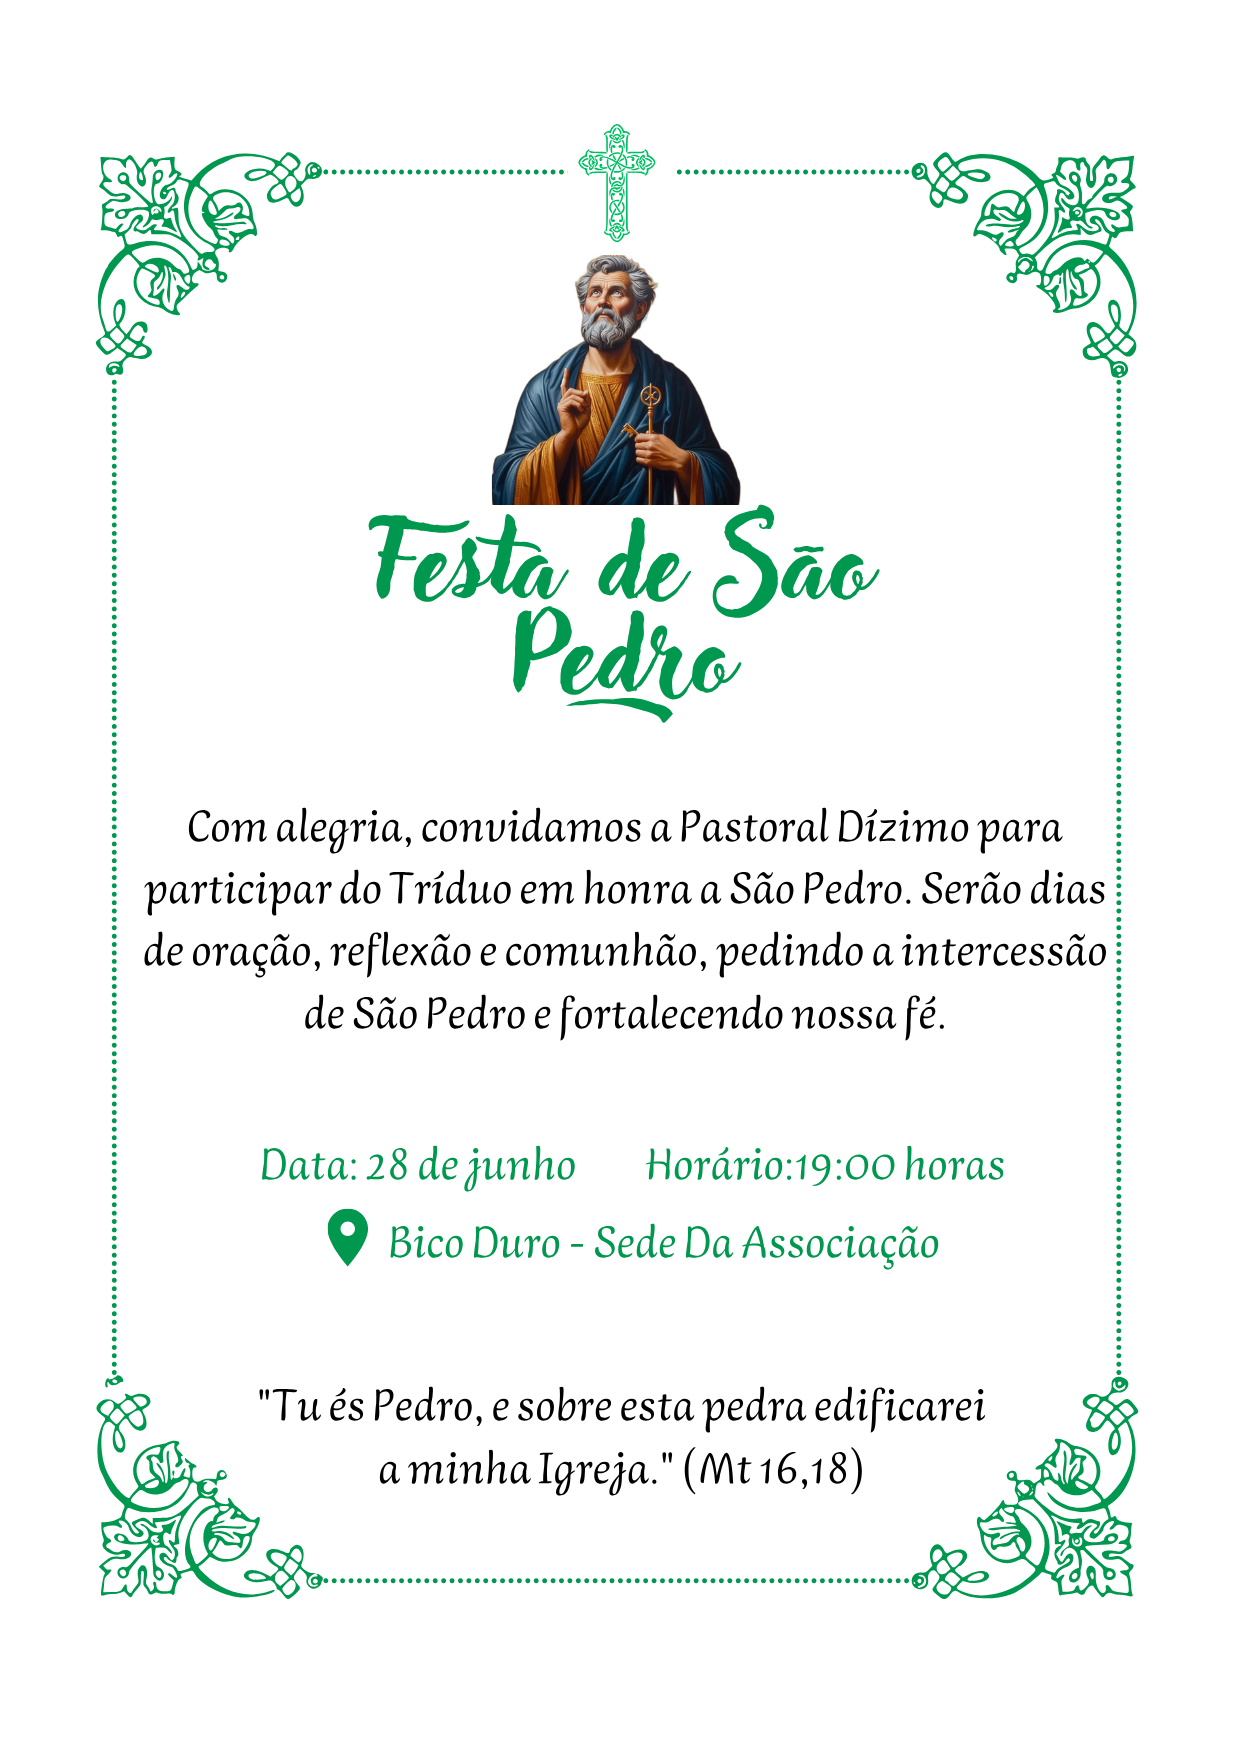 Festa de São
Pedro
Com alegria, convidamos a Pastoral Dízimo para
participar do Tríduo em honra a São Pedro. Serão dias
de oração, reflexão e comunhão, pedindo a intercessão
de São Pedro e fortalecendo nossa fé.
Data: 28 de junho Horário:19:00 horas
Bico Duro - Sede Da Associação
"Tu és Pedro, e sobre esta pedra edificarei
a minha Igreja." (Mt 16,18)